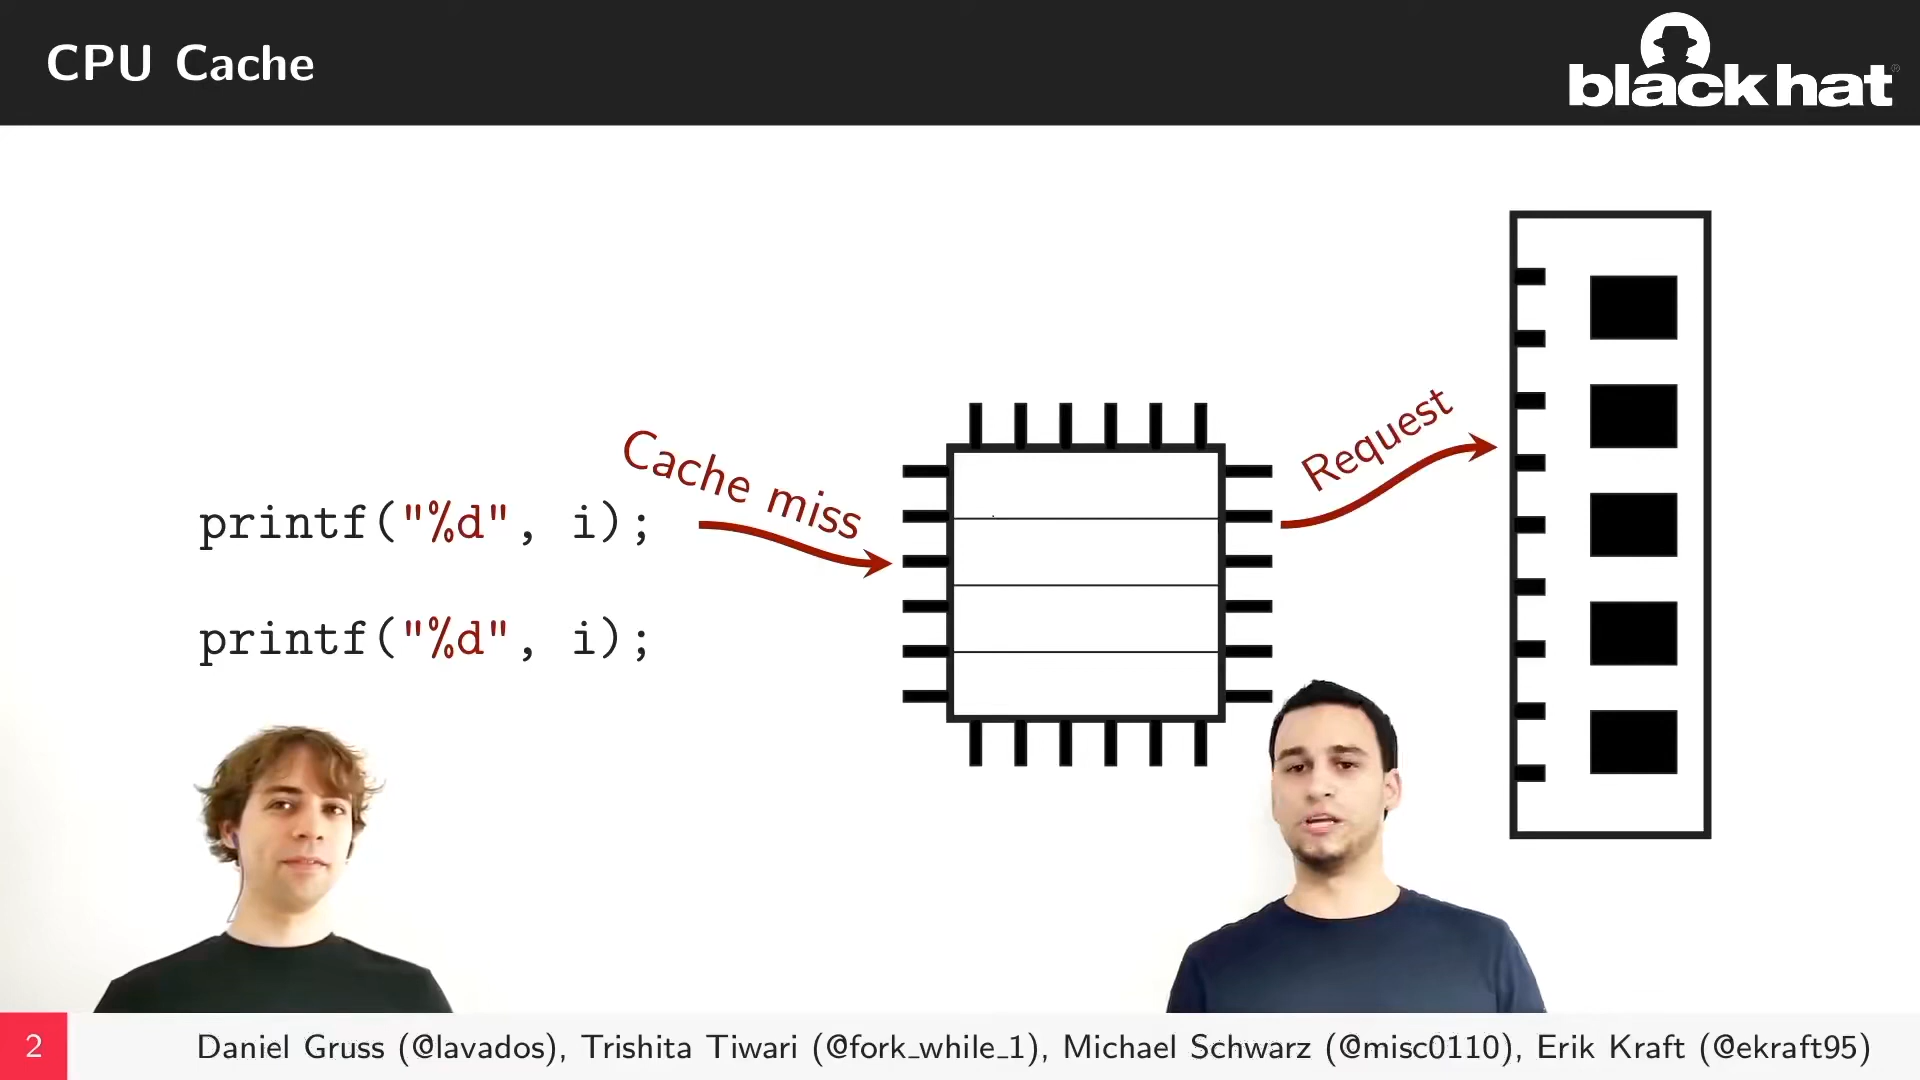 CPU Cache
black hat®
Cache miss
Request
printf("%d", i);
printf("%d", i);
2
Daniel Gruss (@lavados), Trishita Tiwari (@fork_while_1), Michael Schwarz (@misc0110), Erik Kraft (@ekraft95)